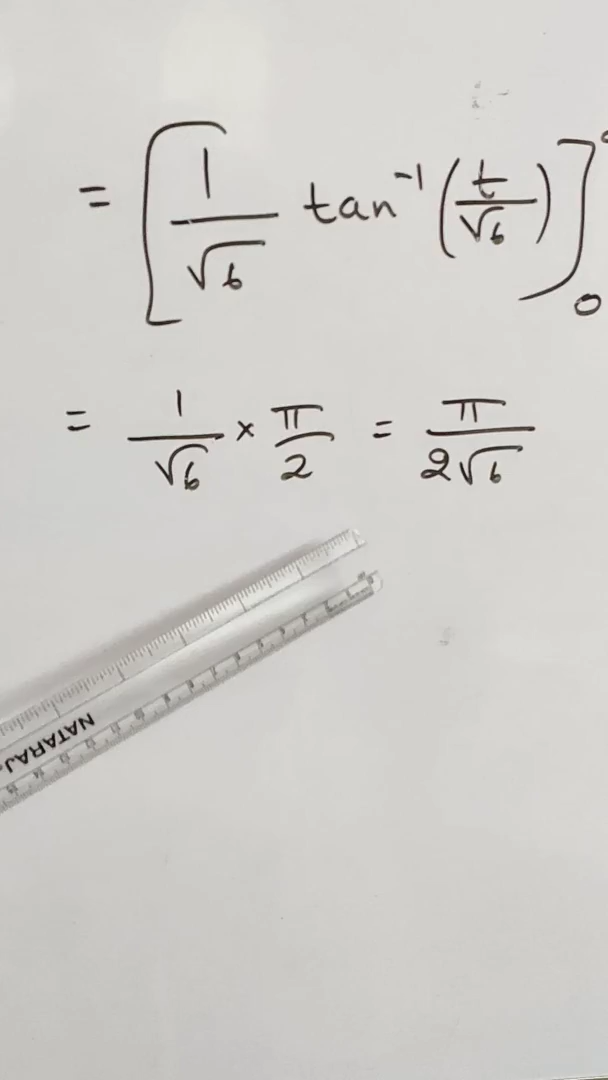 = [1/√6 tan⁻¹(t/√6)]₀
= 1/√6 × π/2 = π/2√6
NATARAJ